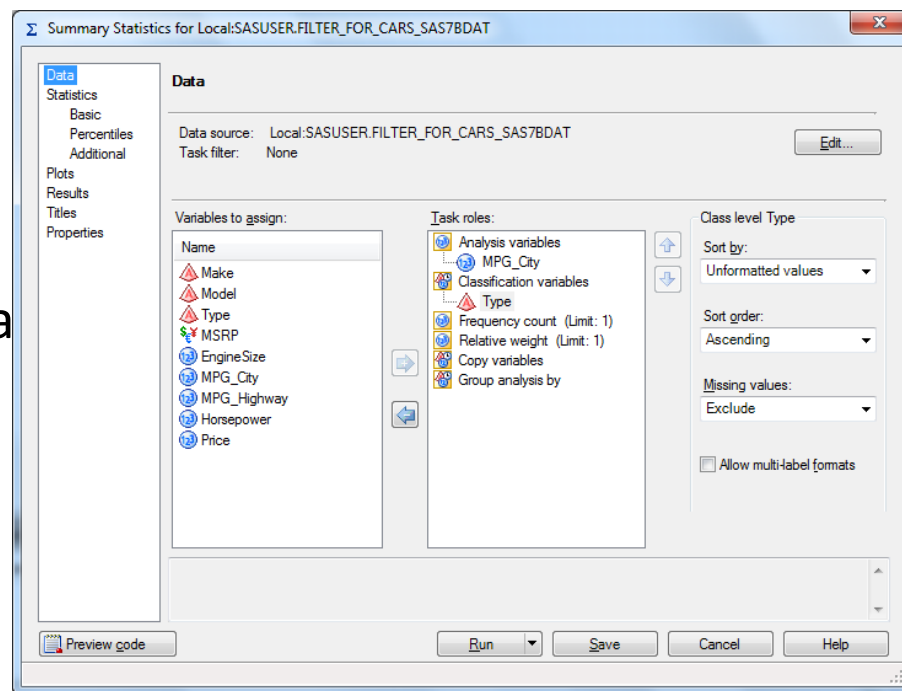 Summary Statistics for Local:SASUSER.FILTER_FOR_CARS_SAS7BDAT
Data
Statistics
Basic
Percentiles
Additional
Plots
Results
Titles
Properties
Data
Data source: Local:SASUSER.FILTER_FOR_CARS_SAS7BDAT
Task filter: None
Edit...
Variables to assign:
Name
Make
Model
Type
MSRP
EngineSize
MPG_City
MPG_Highway
Horsepower
Price
Task roles:
Analysis variables
MPG_City
Classification variables
Type
Frequency count (Limit: 1)
Relative weight (Limit: 1)
Copy variables
Group analysis by
Class level Type
Sort by:
Unformatted values
Sort order:
Ascending
Missing values:
Exclude
Allow multi-label formats
a
Preview code
Run
Save
Cancel
Help